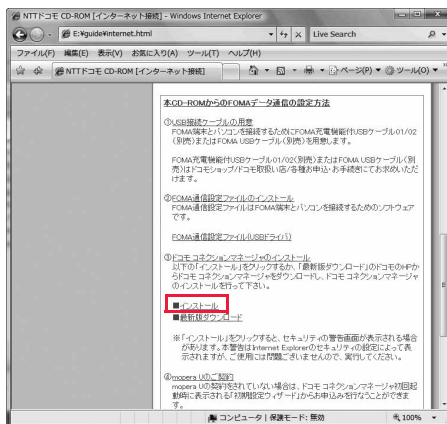 NTTドコモ CD-ROM [インターネット接続] - Windows Internet Explorer
E:¥guide¥internet.html
Live Search
ファイル(F) 編集(E) 表示(V) お気に入り(A) ツール(T) ヘルプ(H)
NTTドコモ CD-ROM [インターネット接続]
ページ(P) ツール(O)
本CD-ROMからのFOMAデータ通信の設定方法
①USB接続ケーブルの用意
FOMA端末とパソコンを接続するためにFOMA充電機能付USBケーブル01/02
(別売)またはFOMA USBケーブル(別売)を用意します。
FOMA充電機能付USBケーブル01/02(別売)またはFOMA USBケーブル(別
売)はドコモショップ/ドコモ取扱い店/各種お申込・お手続きにてお求めいただ
けます。
②FOMA通信設定ファイルのインストール
FOMA通信設定ファイルはFOMA端末とパソコンを接続するためのソフトウェア
です。
FOMA通信設定ファイル(USBドライバ)
③ドコモ コネクションマネージャのインストール
以下の「インストール」をクリックするか、「最新版ダウンロード」のドコモのHPか
らドコモ コネクションマネージャをダウンロードし、ドコモ コネクションマネージャ
のインストールを行って下さい。
■インストール
■最新版ダウンロード
※「インストール」をクリックすると、セキュリティの警告画面が表示される場合
があります。本警告はInternet Explorerのセキュリティの設定によって表
示されますが、ご使用には問題ございませんので、実行してください。
④mopera Uのご契約
mopera Uの契約をされていない場合は、ドコモ コネクションマネージャ初回起
動時に表示される「初期設定ウィザード」からお申込みを行なうことができま
す。
コンピュータ | 保護モード: 無効
100%